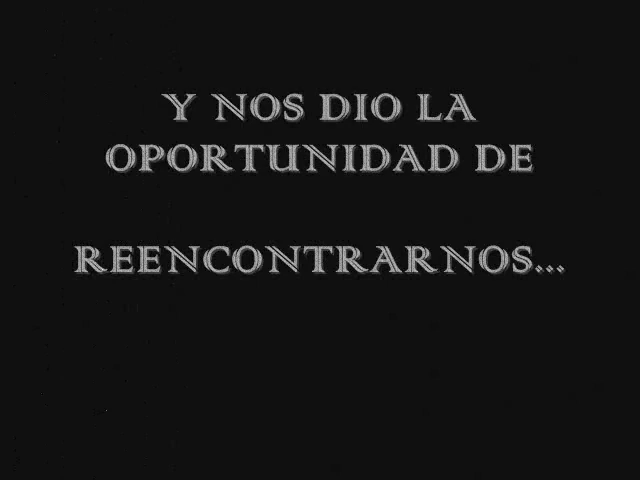 Y NOS DIO LA
OPORTUNIDAD DE
REENCONTRARNOS...